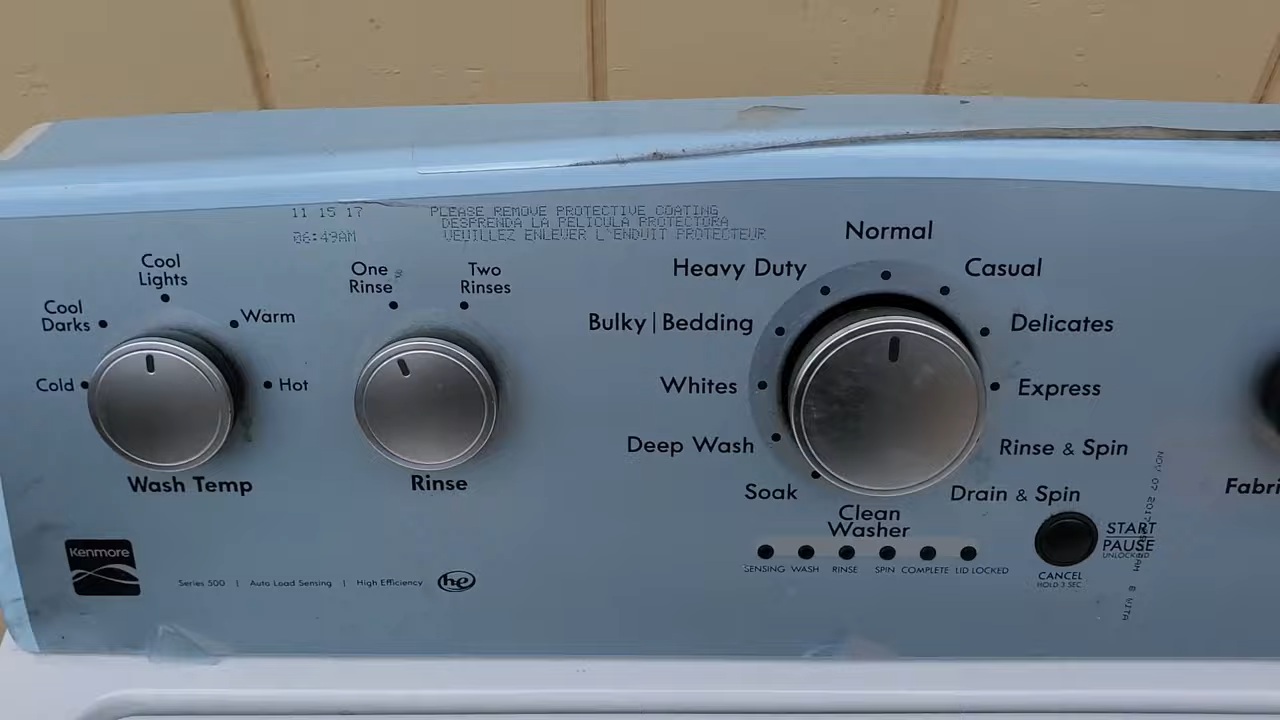 11 15 17
06:49AM
PLEASE REMOVE PROTECTIVE COATING
DESPRENDA LA PELICULA PROTECTORA
VEUILLEZ ENLEVER L'ENDUIT PROTECTEUR
Cold
Cool
Darks
Cool
Lights
Warm
Hot
Wash Temp
One
Rinse
Two
Rinses
Rinse
Normal
Heavy Duty
Casual
Bulky|Bedding
Delicates
Whites
Express
Deep Wash
Rinse & Spin
Soak
Drain & Spin
Clean
Washer
SENSING WASH RINSE SPIN COMPLETE LID LOCKED
START
PAUSE
CANCEL
HOLD 3 SEC
Fabri
Kenmore
Series 500 | Auto Load Sensing | High Efficiency
he